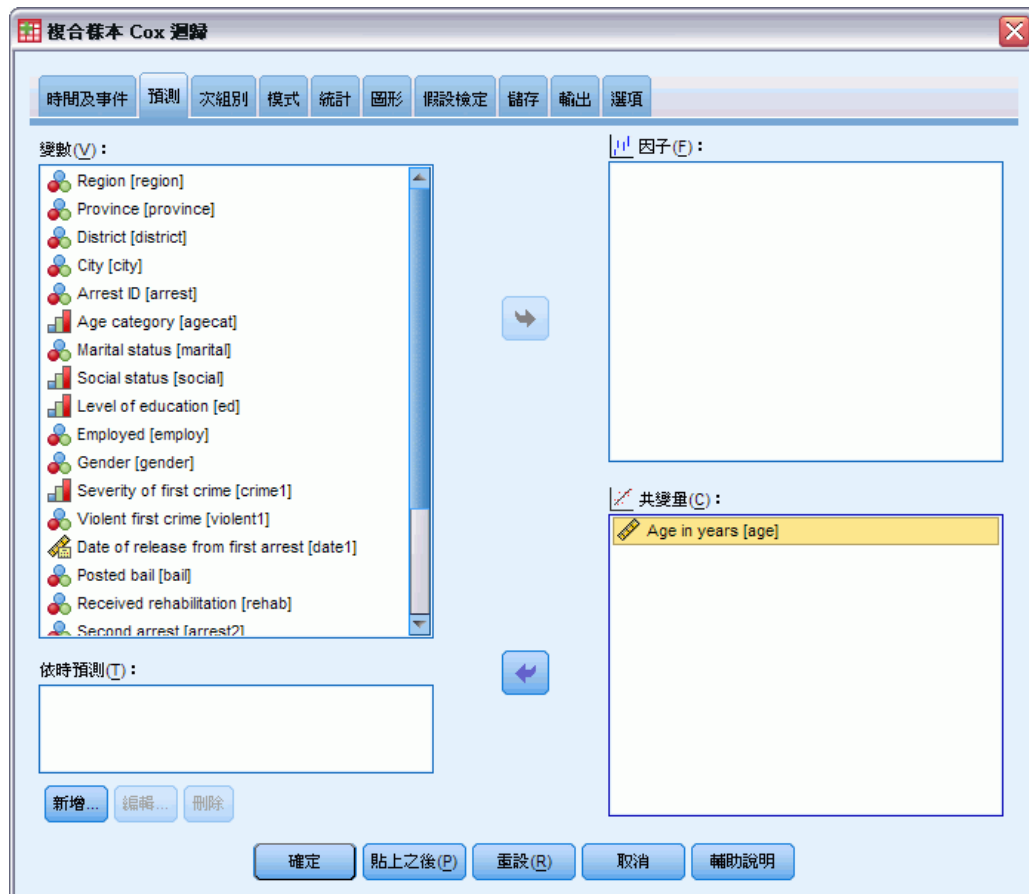 複合樣本 Cox 迴歸
時間及事件 預測 次組別 模式 統計 圖形 假設檢定 儲存 輸出 選項
變數(V)：
Region [region]
Province [province]
District [district]
City [city]
Arrest ID [arrest]
Age category [agecat]
Marital status [marital]
Social status [social]
Level of education [ed]
Employed [employ]
Gender [gender]
Severity of first crime [crime1]
Violent first crime [violent1]
Date of release from first arrest [date1]
Posted bail [bail]
Received rehabilitation [rehab]
Second arrest [arrest2]
依時預測(T)：
新增... 編輯... 刪除
因子(F)：
共變量(C)：
Age in years [age]
確定 貼上之後(P) 重設(R) 取消 輔助說明